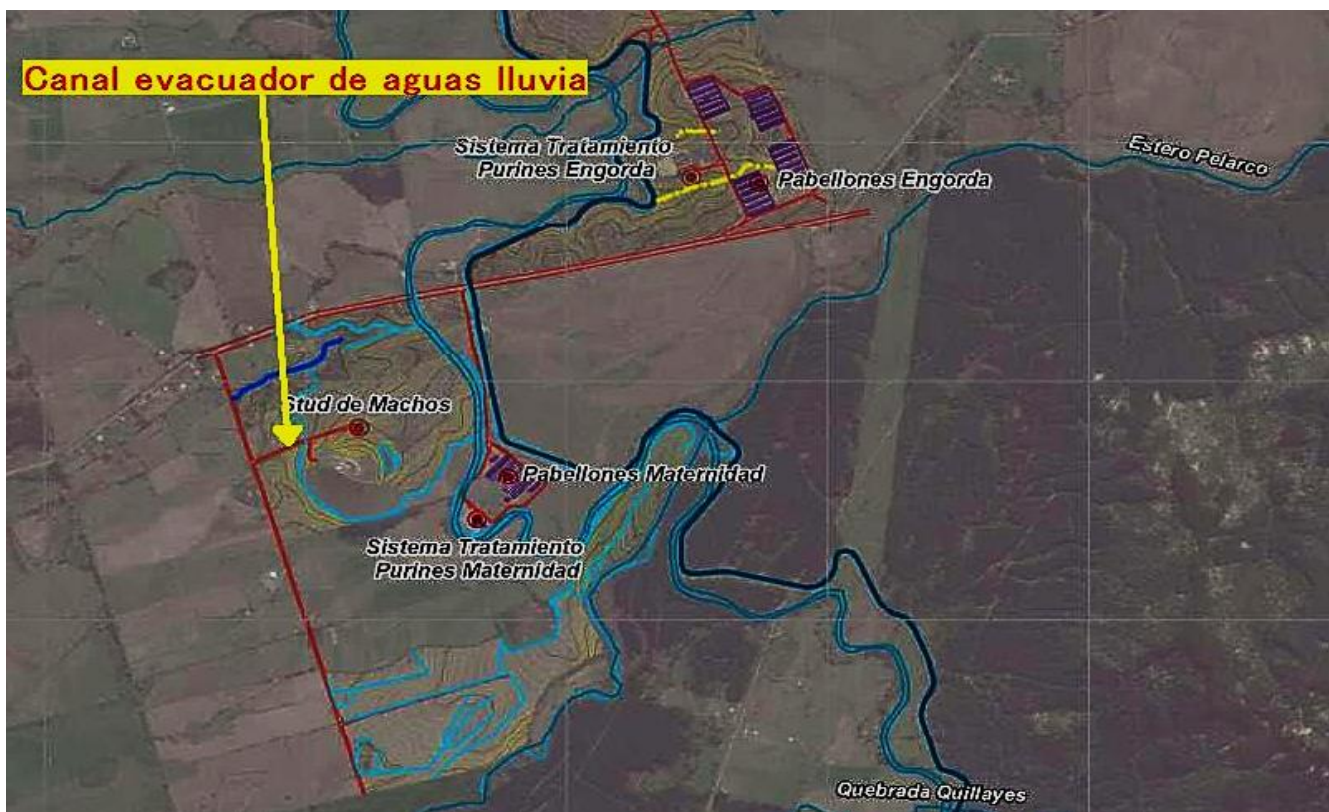 Canal evacuador de aguas lluvia
Sistema Tratamiento
Purines Engorda
Estero Pelarco
Pabellones Engorda
Stud de Machos
Pabellones Maternidad
Sistema Tratamiento
Purines Maternidad
Quebrada Quillayes